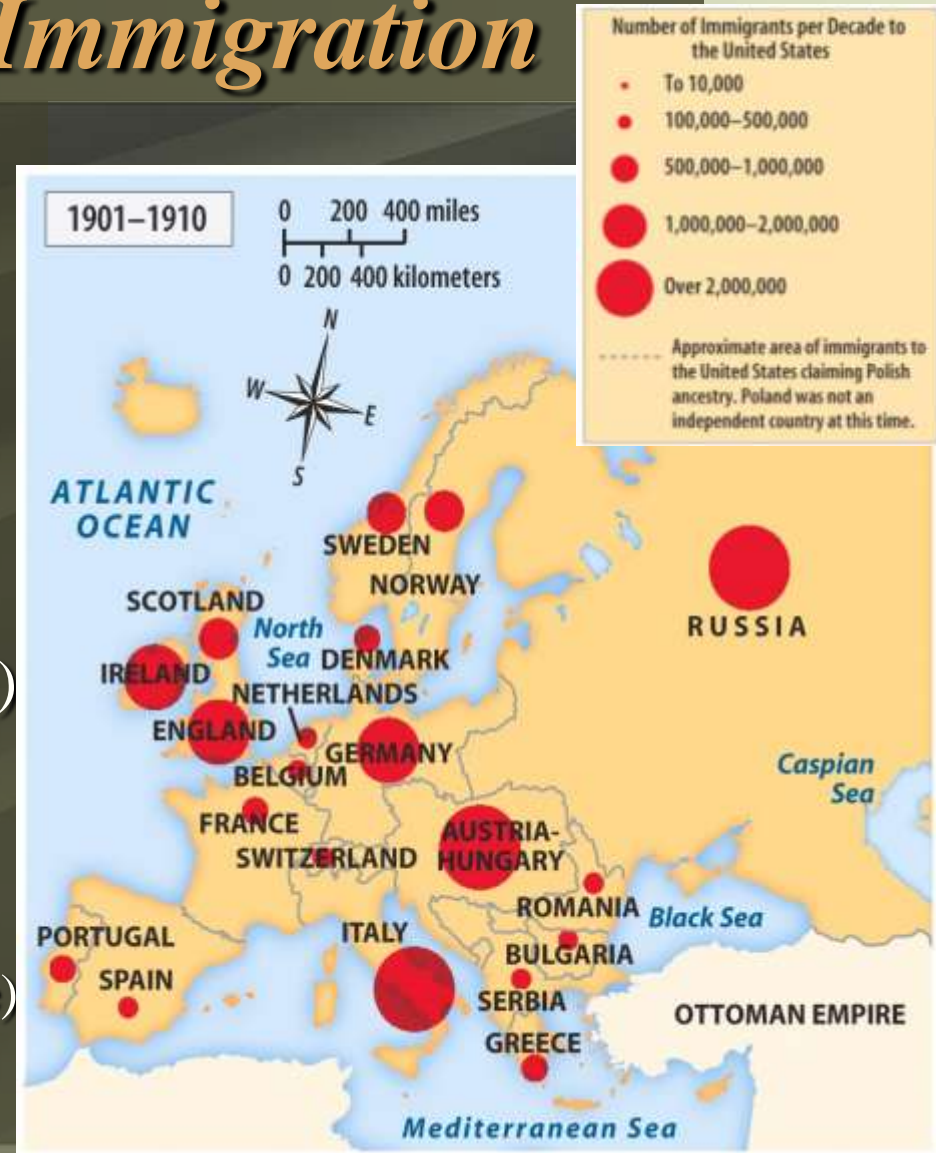 Immigration
Number of Immigrants per Decade to
the United States
To 10,000
100,000–500,000
500,000–1,000,000
1,000,000–2,000,000
Over 2,000,000
Approximate area of immigrants to
the United States claiming Polish
ancestry. Poland was not an
independent country at this time.
1901–1910
0 200 400 miles
0 200 400 kilometers
N
W
E
S
ATLANTIC
OCEAN
SWEDEN
NORWAY
SCOTLAND
North
Sea
DENMARK
RUSSIA
IRELAND
NETHERLANDS
ENGLAND
GERMANY
BELGIUM
Caspian
Sea
FRANCE
AUSTRIA-
HUNGARY
SWITZERLAND
ROMANIA
Black Sea
PORTUGAL
ITALY
BULGARIA
SPAIN
SERBIA
OTTOMAN EMPIRE
GREECE
Mediterranean Sea
)
)